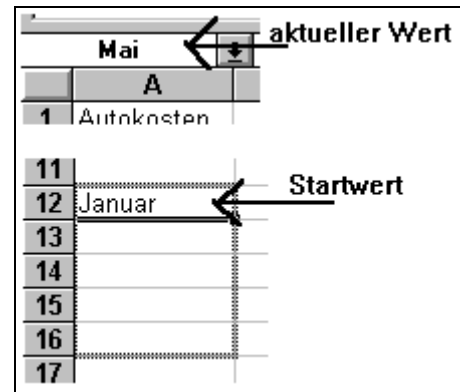 aktueller Wert
Mai
A
1 Autokosten
11
12 Januar
Startwert
13
14
15
16
17